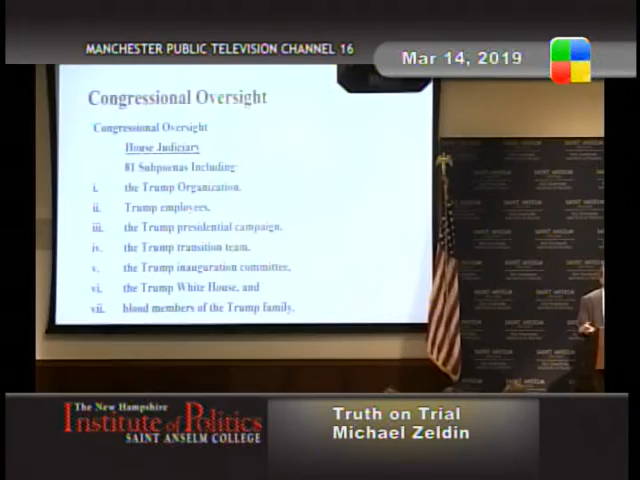 MANCHESTER PUBLIC TELEVISION CHANNEL 16
Mar 14, 2019
Congressional Oversight
Congressional Oversight
House Judiciary
81 Subpoenas Including
i. the Trump Organization,
ii. Trump employees,
iii. the Trump presidential campaign,
iv. the Trump transition team,
v. the Trump inauguration committee,
vi. the Trump White House, and
vii. blood members of the Trump family.
SAINT ANSELM
The New Hampshire
Institute of Politics
SAINT ANSELM COLLEGE
Truth on Trial
Michael Zeldin